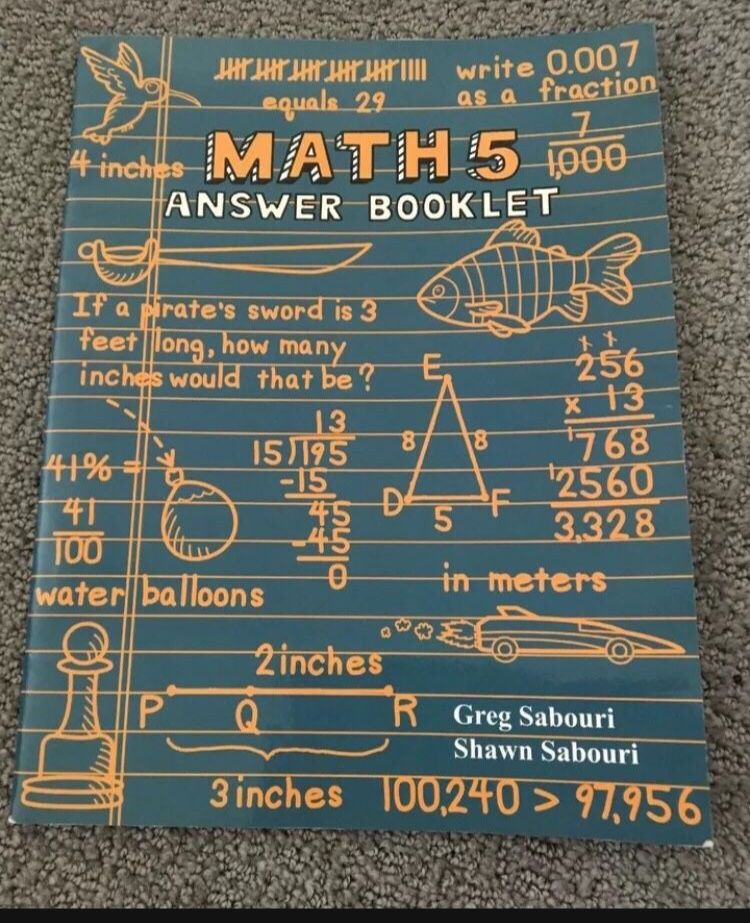 equals 29
write 0.007
as a fraction
7
1,000
4 inches
MATH 5
ANSWER BOOKLET
If a pirate's sword is 3
feet long, how many
inches would that be?
E
8
8
D
F
5
256
x 13
768
2560
3,328
13
15)195
-15
45
-45
0
41% =
41
100
water balloons
in meters
2 inches
P Q R
3 inches
Greg Sabouri
Shawn Sabouri
100,240 > 97,956